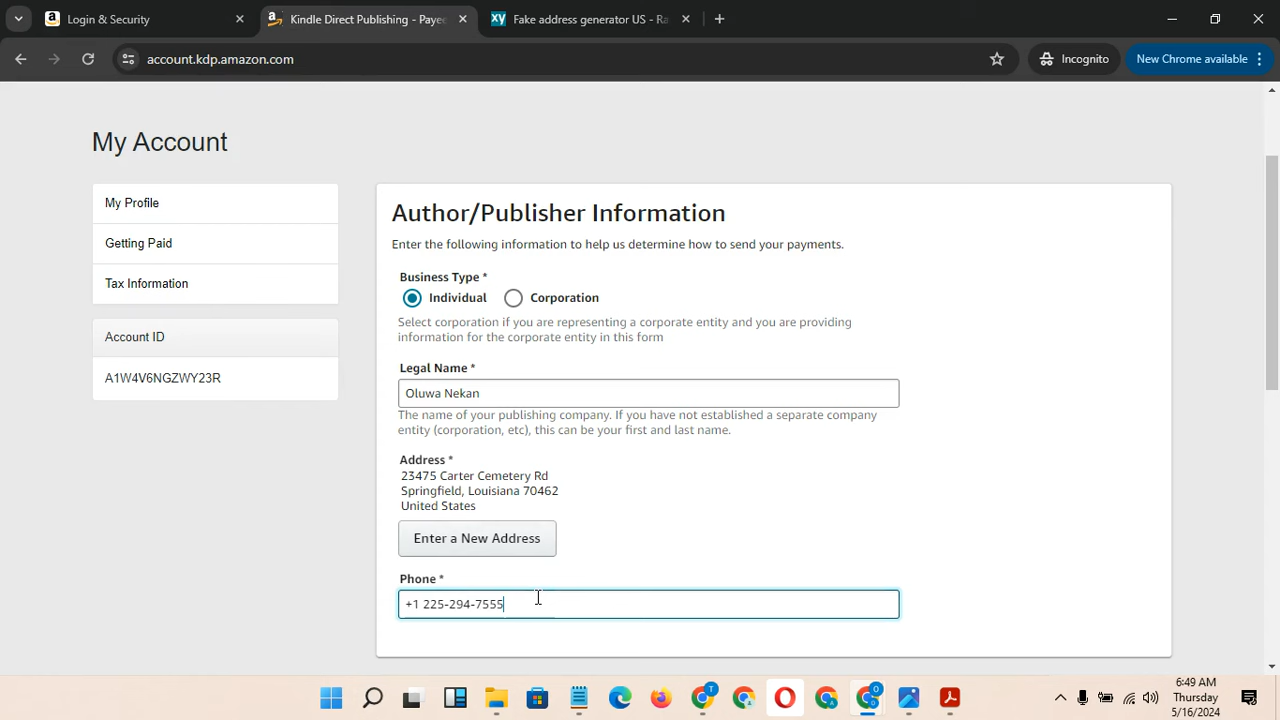 Login & Security
Kindle Direct Publishing - Payee
Fake address generator US - Ra
account.kdp.amazon.com
Incognito
New Chrome available
My Account
My Profile
Getting Paid
Tax Information
Account ID
A1W4V6NGZWY23R
Author/Publisher Information
Enter the following information to help us determine how to send your payments.
Business Type *
Individual
Corporation
Select corporation if you are representing a corporate entity and you are providing
information for the corporate entity in this form
Legal Name *
Oluwa Nekan
The name of your publishing company. If you have not established a separate company
entity (corporation, etc), this can be your first and last name.
Address *
23475 Carter Cemetery Rd
Springfield, Louisiana 70462
United States
Enter a New Address
Phone *
+1 225-294-7555
6:49 AM
Thursday
5/16/2024